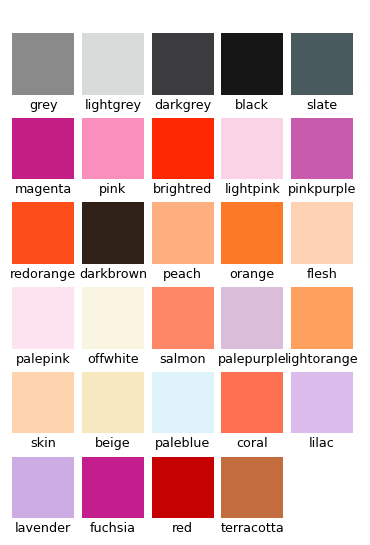 grey lightgrey darkgrey black slate
magenta pink brightred lightpink pinkpurple
redorange darkbrown peach orange flesh
palepink offwhite salmon palepurple lightorange
skin beige paleblue coral lilac
lavender fuchsia red terracotta